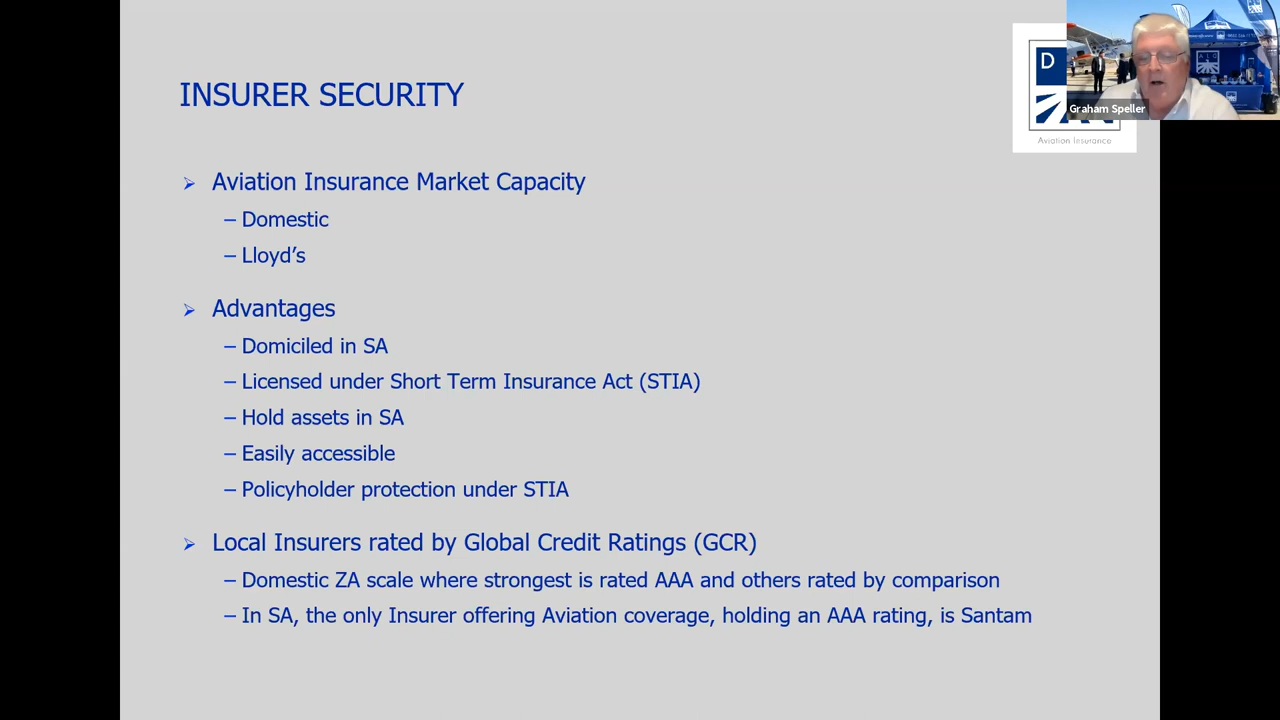 INSURER SECURITY
D
Graham Speller
Aviation Insurance
➢ Aviation Insurance Market Capacity
– Domestic
– Lloyd’s
➢ Advantages
– Domiciled in SA
– Licensed under Short Term Insurance Act (STIA)
– Hold assets in SA
– Easily accessible
– Policyholder protection under STIA
➢ Local Insurers rated by Global Credit Ratings (GCR)
– Domestic ZA scale where strongest is rated AAA and others rated by comparison
– In SA, the only Insurer offering Aviation coverage, holding an AAA rating, is Santam